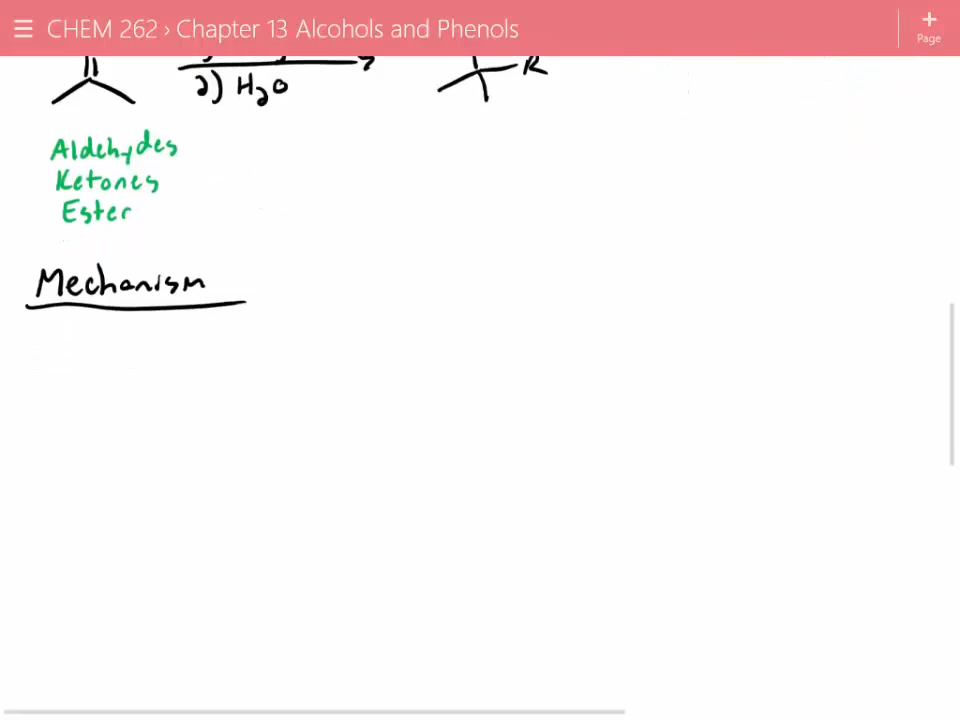 CHEM 262 › Chapter 13 Alcohols and Phenols
Page
2) H2O
R
Aldehydes
Ketones
Ester
Mechanism